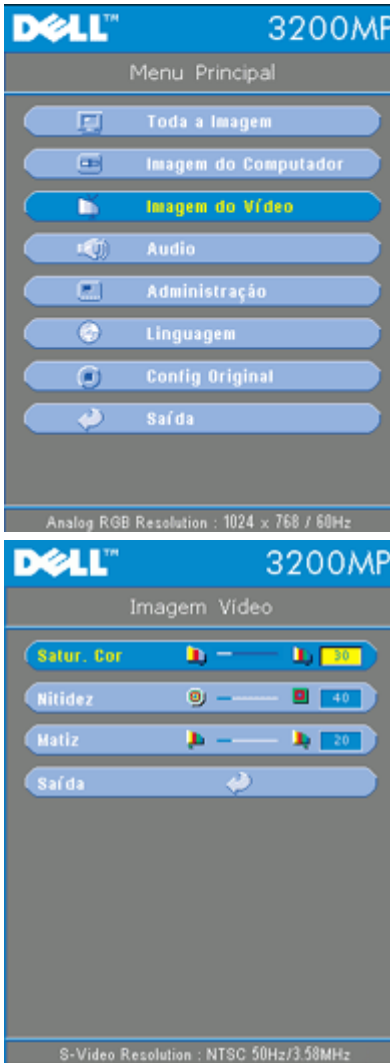 DELL™ 3200MP
Menu Principal
Toda a Imagem
Imagem do Computador
Imagem do Vídeo
Audio
Administração
Linguagem
Config Original
Saída
Analog RGB Resolution : 1024 x 768 / 60Hz
DELL™ 3200MP
Imagem Vídeo
Satur. Cor 30
Nitidez 40
Matiz 20
Saída
S-Video Resolution : NTSC 50Hz/3.58MHz